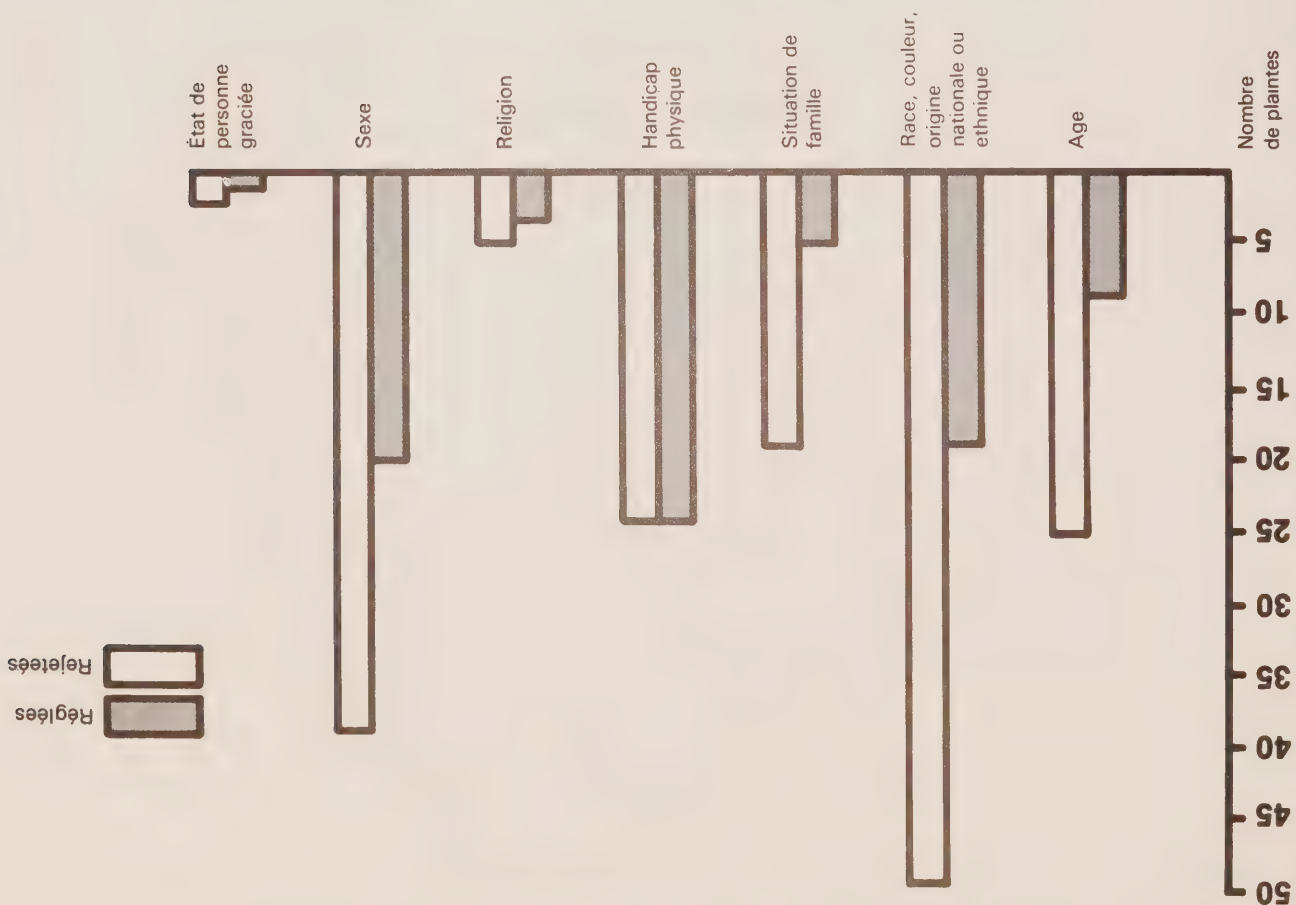 État de
personne
graciée
Sexe
Religion
Handicap
physique
Situation de
famille
Race, couleur,
origine
nationale ou
ethnique
Age
Nombre
de plaintes
5
10
15
20
25
30
35
40
45
50
Rejeteés
Réglées